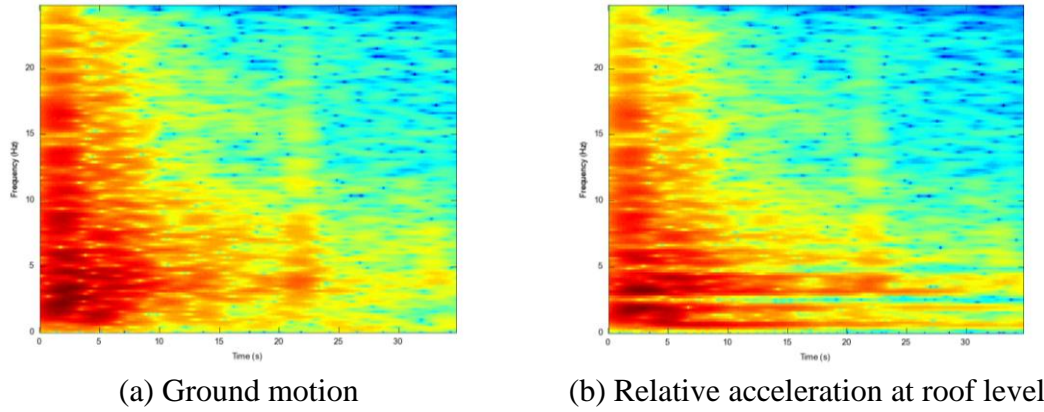 20
15
10
5
0
Frequency (Hz)
0 5 10 15 20 25 30
Time (s)
20
15
10
5
0
Frequency (Hz)
0 5 10 15 20 25 30
Time (s)
(a) Ground motion
(b) Relative acceleration at roof level